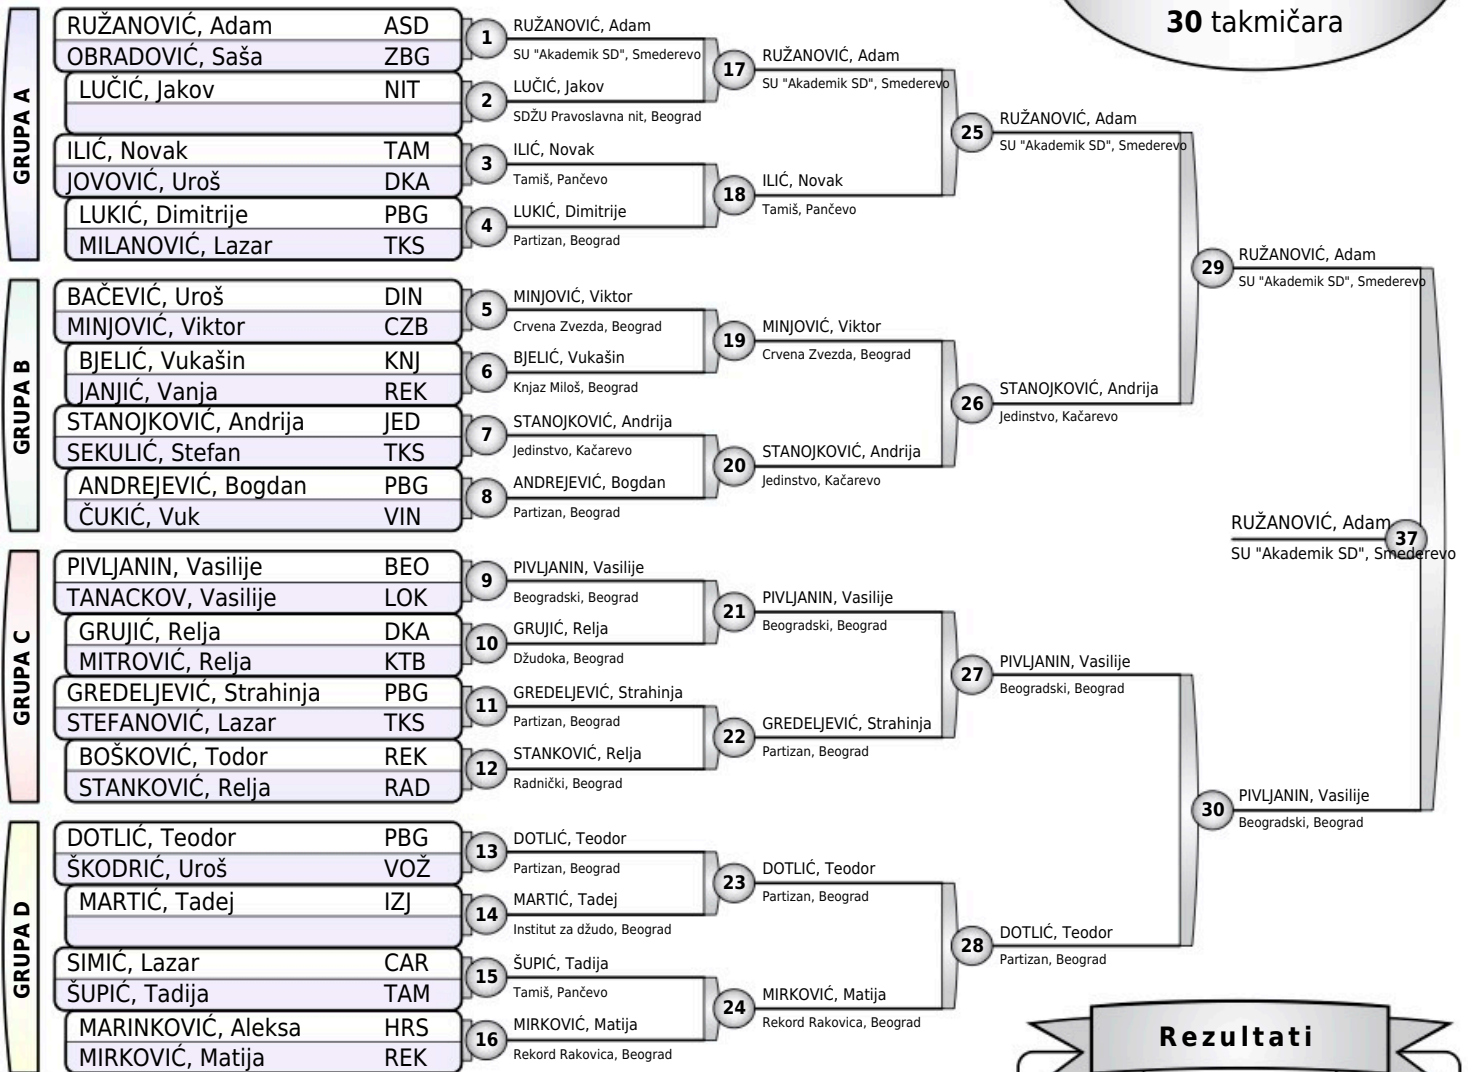 30 takmičara
GRUPA A
RUŽANOVIĆ, Adam ASD
OBRADOVIĆ, Saša ZBG
LUČIĆ, Jakov NIT
ILIĆ, Novak TAM
JOVOVIĆ, Uroš DKA
LUKIĆ, Dimitrije PBG
MILANOVIĆ, Lazar TKS
GRUPA B
BAČEVIĆ, Uroš DIN
MINJOVIĆ, Viktor CZB
BJELIĆ, Vukašin KNJ
JANJIĆ, Vanja REK
STANOJKOVIĆ, Andrija JED
SEKULIĆ, Stefan TKS
ANDREJEVIĆ, Bogdan PBG
ČUKIĆ, Vuk VIN
GRUPA C
PIVLJANIN, Vasilije BEO
TANACKOV, Vasilije LOK
GRUJIĆ, Relja DKA
MITROVIĆ, Relja KTB
GREDELJEVIĆ, Strahinja PBG
STEFANOVIĆ, Lazar TKS
BOŠKOVIĆ, Todor REK
STANKOVIĆ, Relja RAD
GRUPA D
DOTLIĆ, Teodor PBG
ŠKODRIĆ, Uroš VOŽ
MARTIĆ, Tadej IZJ
SIMIĆ, Lazar CAR
ŠUPIĆ, Tadija TAM
MARINKOVIĆ, Aleksa HRS
MIRKOVIĆ, Matija REK
1 RUŽANOVIĆ, Adam
SU "Akademik SD", Smederevo
2 LUČIĆ, Jakov
SDŽU Pravoslavna nit, Beograd
3 ILIĆ, Novak
Tamiš, Pančevo
4 LUKIĆ, Dimitrije
Partizan, Beograd
5 MINJOVIĆ, Viktor
Crvena Zvezda, Beograd
6 BJELIĆ, Vukašin
Knjaz Miloš, Beograd
7 STANOJKOVIĆ, Andrija
Jedinstvo, Kačarevo
8 ANDREJEVIĆ, Bogdan
Partizan, Beograd
9 PIVLJANIN, Vasilije
Beogradski, Beograd
10 GRUJIĆ, Relja
Džudoka, Beograd
11 GREDELJEVIĆ, Strahinja
Partizan, Beograd
12 STANKOVIĆ, Relja
Radnički, Beograd
13 DOTLIĆ, Teodor
Partizan, Beograd
14 MARTIĆ, Tadej
Institut za džudo, Beograd
15 ŠUPIĆ, Tadija
Tamiš, Pančevo
16 MIRKOVIĆ, Matija
Rekord Rakovica, Beograd
17 RUŽANOVIĆ, Adam
SU "Akademik SD", Smederevo
18 ILIĆ, Novak
Tamiš, Pančevo
19 MINJOVIĆ, Viktor
Crvena Zvezda, Beograd
20 STANOJKOVIĆ, Andrija
Jedinstvo, Kačarevo
21 PIVLJANIN, Vasilije
Beogradski, Beograd
22 GREDELJEVIĆ, Strahinja
Partizan, Beograd
23 DOTLIĆ, Teodor
Partizan, Beograd
24 MIRKOVIĆ, Matija
Rekord Rakovica, Beograd
25 RUŽANOVIĆ, Adam
SU "Akademik SD", Smederevo
26 STANOJKOVIĆ, Andrija
Jedinstvo, Kačarevo
27 PIVLJANIN, Vasilije
Beogradski, Beograd
28 DOTLIĆ, Teodor
Partizan, Beograd
29 RUŽANOVIĆ, Adam
SU "Akademik SD", Smederevo
30 PIVLJANIN, Vasilije
Beogradski, Beograd
RUŽANOVIĆ, Adam 37
SU "Akademik SD", Smederevo
Rezultati